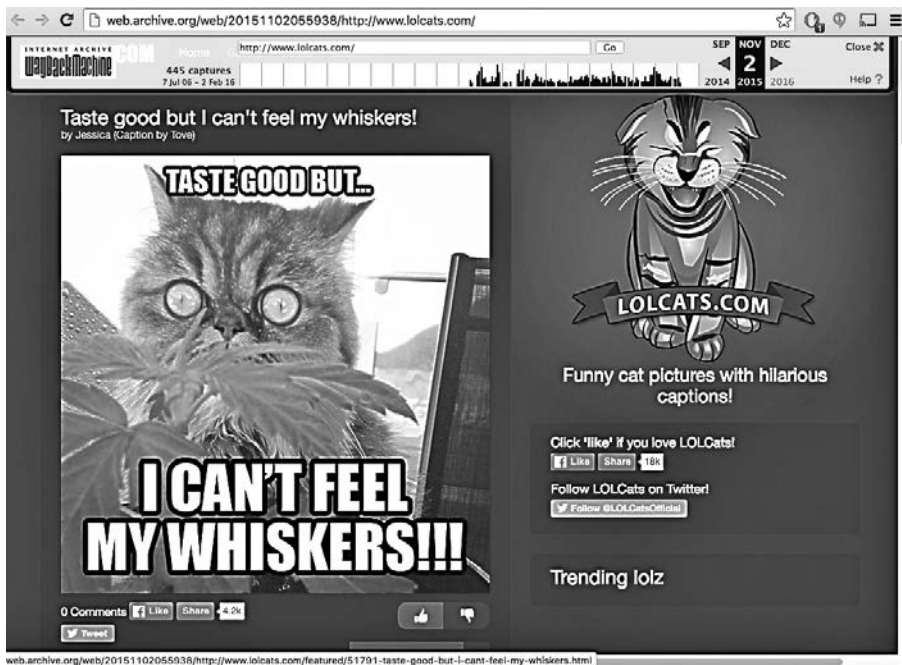 web.archive.org/web/20151102055938/http://www.lolcats.com/
INTERNET ARCHIVE
WayBackMachine
Home
http://www.lolcats.com/
Go
445 captures
7 Jul 06 – 2 Feb 16
SEP NOV DEC
2
2014 2015 2016
Close
Help ?
Taste good but I can't feel my whiskers!
by Jessica (Caption by Tove)
TASTE GOOD BUT...
I CAN'T FEEL
MY WHISKERS!!!
0 Comments Like Share 4.2k
Tweet
LOLCATS.COM
Funny cat pictures with hilarious
captions!
Click 'like' if you love LOLCats!
Like Share 18k
Follow LOLCats on Twitter!
Follow @LOLCatsOfficial
Trending lolz
web.archive.org/web/20151102055938/http://www.lolcats.com/featured/51791-taste-good-but-i-cant-feel-my-whiskers.html